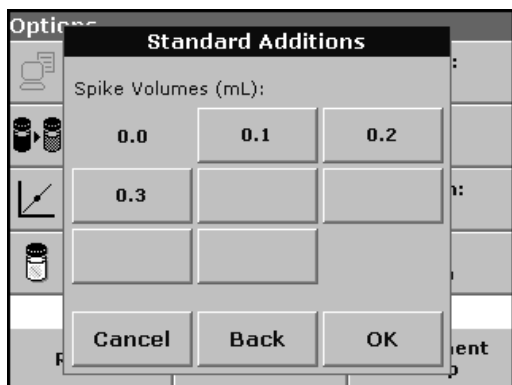 Options
Standard Additions
Spike Volumes (mL):
0.0 0.1 0.2
0.3
Cancel Back OK